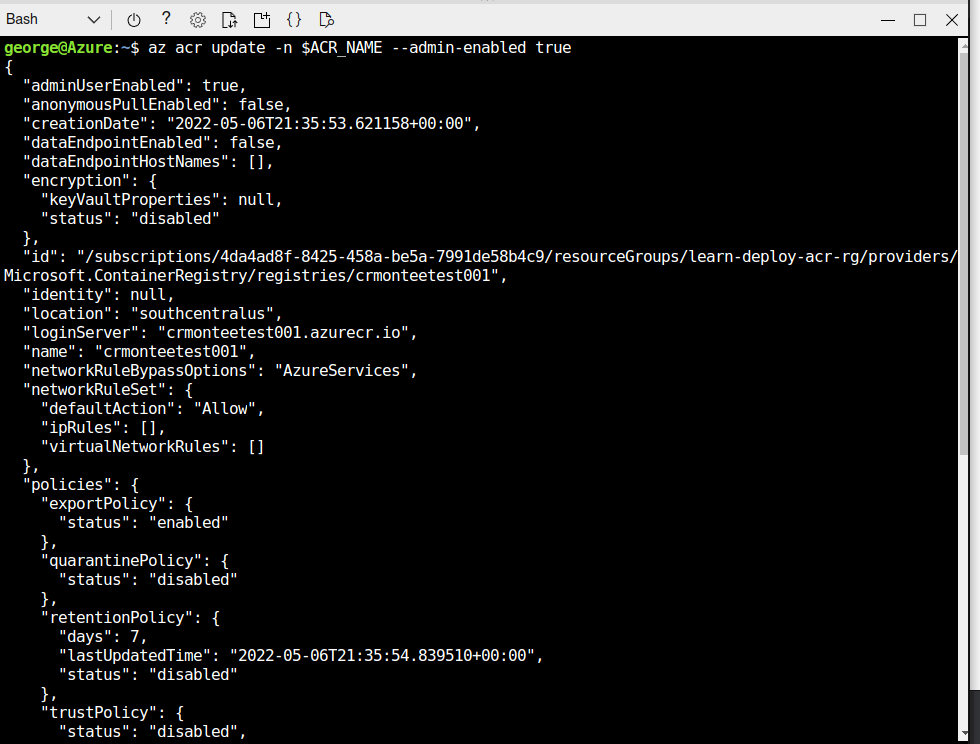 Bash
?
{}
george@Azure:~$ az acr update -n $ACR_NAME --admin-enabled true
{
  "adminUserEnabled": true,
  "anonymousPullEnabled": false,
  "creationDate": "2022-05-06T21:35:53.621158+00:00",
  "dataEndpointEnabled": false,
  "dataEndpointHostNames": [],
  "encryption": {
    "keyVaultProperties": null,
    "status": "disabled"
  },
  "id": "/subscriptions/4da4ad8f-8425-458a-be5a-7991de58b4c9/resourceGroups/learn-deploy-acr-rg/providers/
Microsoft.ContainerRegistry/registries/crmonteetest001",
  "identity": null,
  "location": "southcentralus",
  "loginServer": "crmonteetest001.azurecr.io",
  "name": "crmonteetest001",
  "networkRuleBypassOptions": "AzureServices",
  "networkRuleSet": {
    "defaultAction": "Allow",
    "ipRules": [],
    "virtualNetworkRules": []
  },
  "policies": {
    "exportPolicy": {
      "status": "enabled"
    },
    "quarantinePolicy": {
      "status": "disabled"
    },
    "retentionPolicy": {
      "days": 7,
      "lastUpdatedTime": "2022-05-06T21:35:54.839510+00:00",
      "status": "disabled"
    },
    "trustPolicy": {
      "status": "disabled",